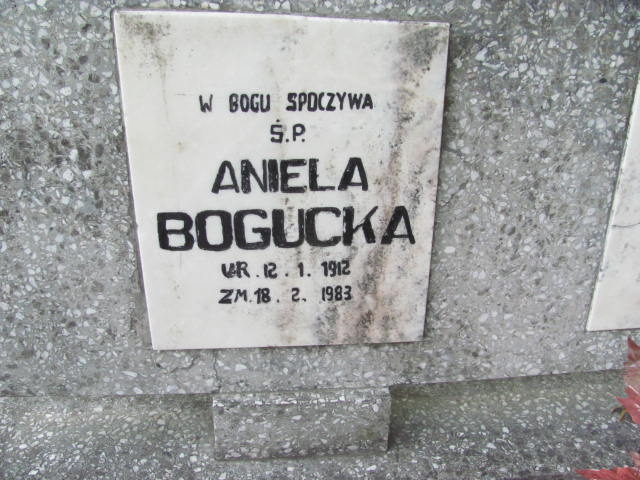 W BOGU SPOCZYWA
Ś.P.
ANIELA
BOGUCKA
UR. 12. 1. 1912
ZM. 18. 2. 1983